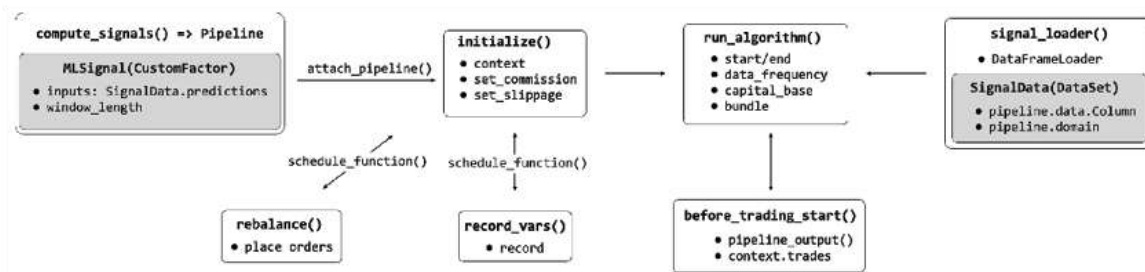 compute_signals() => Pipeline
MLSignal(CustomFactor)
● inputs: SignalData.predictions
● window_length
attach_pipeline()
initialize()
● context
● set_commission
● set_slippage
run_algorithm()
● start/end
● data_frequency
● capital_base
● bundle
signal_loader()
● DataFrameLoader
SignalData(DataSet)
● pipeline.data.Column
● pipeline.domain
schedule_function()
schedule_function()
rebalance()
● place orders
record_vars()
● record
before_trading_start()
● pipeline_output()
● context.trades